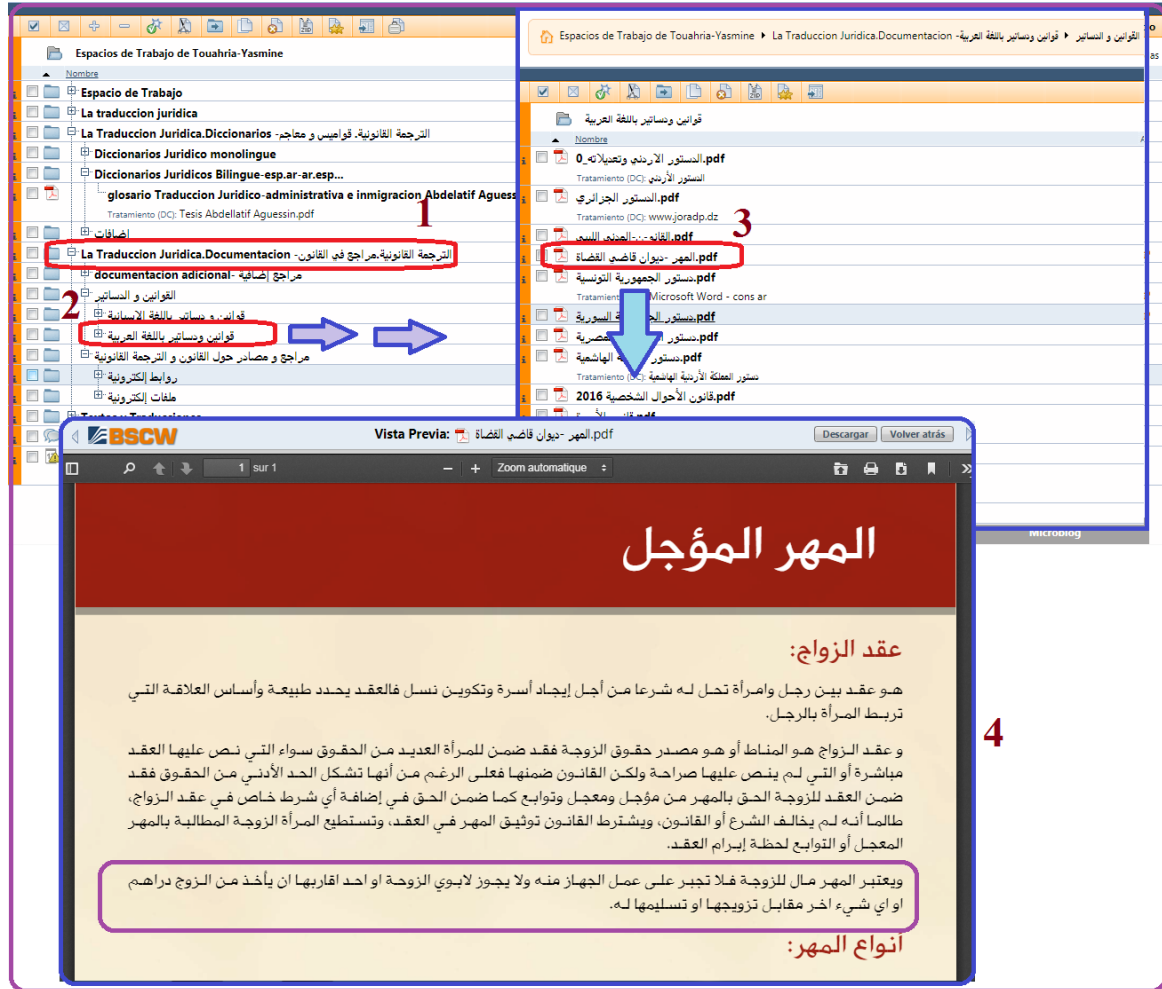 Espacios de Trabajo de Touahria-Yasmine
Nombre
Espacio de Trabajo
La traduccion juridica
La Traduccion Juridica.Diccionarios -الترجمة القانونية. قواميس و معاجم
Diccionarios Juridico monolingue
Diccionarios Juridicos Bilingue-esp.ar-ar.esp...
glosario Traduccion Juridico-administrativa e inmigracion Abdelatif Aguess
Tratamiento (DC): Tesis Abdellatif Aguessin.pdf
1
اضافات
La Traduccion Juridica.Documentacion -الترجمة القانونية.مراجع في القانون
documentacion adicional- مراجع إضافية
القوانين و الدساتير
2
قوانين و دساتير باللغة الاسبانية
قوانين ودساتير باللغة العربية
مراجع و مصادر حول القانون و الترجمة القانونية
روابط إلكترونية
ملفات إلكترونية
Espacios de Trabajo de Touahria-Yasmine ▸ La Traduccion Juridica.Documentacion -القوانين و الدساتير ▸ قوانين ودساتير باللغة العربية
قوانين ودساتير باللغة العربية
Nombre
الدستور الأردني وتعديلاته_0.pdf
Tratamiento (DC): الدستور الأردني
الدستور الجزائري.pdf
Tratamiento (DC): www.joradp.dz
3
المهر -ديوان قاضي القضاة.pdf
دستور الجمهورية التونسية.pdf
Microsoft Word - cons ar
السورية
المصرية
الهاشمية
دستور المملكة الأردنية الهاشمية
قانون الأحوال الشخصية 2016.pdf
Microblog
BSCW
Vista Previa: المهر -ديوان قاضي القضاة.pdf
Descargar
Volver atrás
1 sur 1
Zoom automatique
المهر المؤجل
عقد الزواج:
هو عقد بين رجل وامرأة تحل له شرعا من أجل إيجاد أسرة وتكوين نسل فالعقد يحدد طبيعة وأساس العلاقة التي
تربط المرأة بالرجل.
و عقد الزواج هو المناط أو هو مصدر حقوق الزوجة فقد ضمن للمرأة العديد من الحقوق سواء التي نص عليها العقد
مباشرة أو التي لم ينص عليها صراحة ولكن القانون ضمنها فعلى الرغم من أنها تشكل الحد الأدنى من الحقوق فقد
ضمن العقد للزوجة الحق بالمهر من مؤجل ومعجل وتوابع كما ضمن الحق في إضافة أي شرط خاص في عقد الزواج،
طالما أنه لم يخالف الشرع أو القانون، ويشترط القانون توثيق المهر في العقد، وتستطيع المرأة الزوجة المطالبة بالمهر
المعجل أو التوابع لحظة إبرام العقد.
ويعتبر المهر مال للزوجة فلا تجبر على عمل الجهاز منه ولا يجوز لابوي الزوجة او احد اقاربها ان يأخذ من الزوج دراهم
او اي شيء اخر مقابل تزويجها او تسليمها له.
أنواع المهر:
4